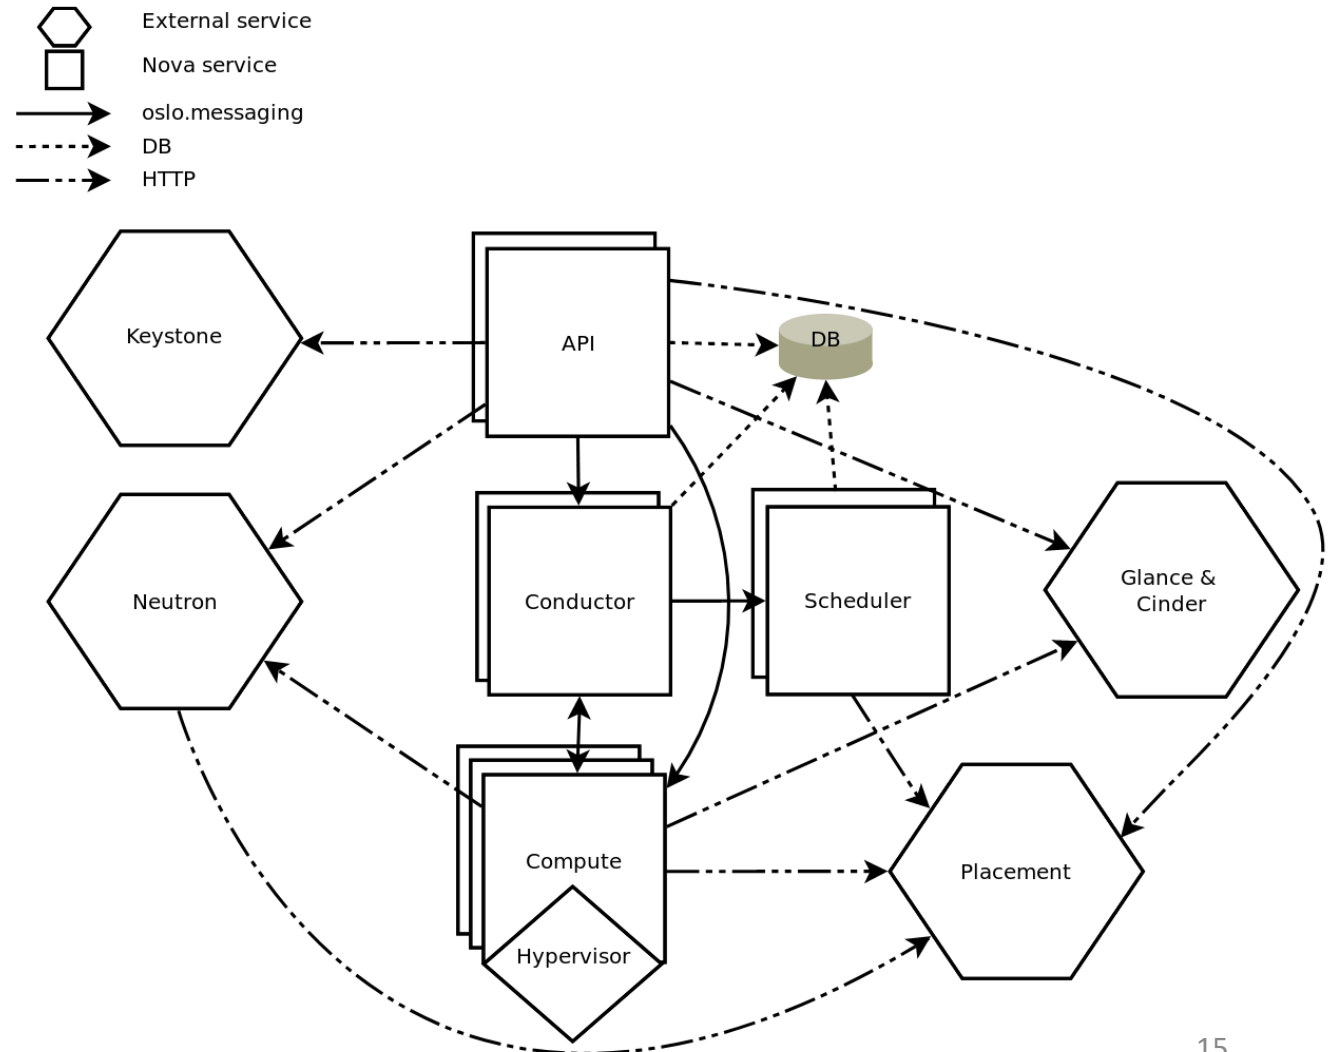 External service
Nova service
oslo.messaging
DB
HTTP
Keystone
API
DB
Neutron
Conductor
Scheduler
Glance &
Cinder
Compute
Hypervisor
Placement
15